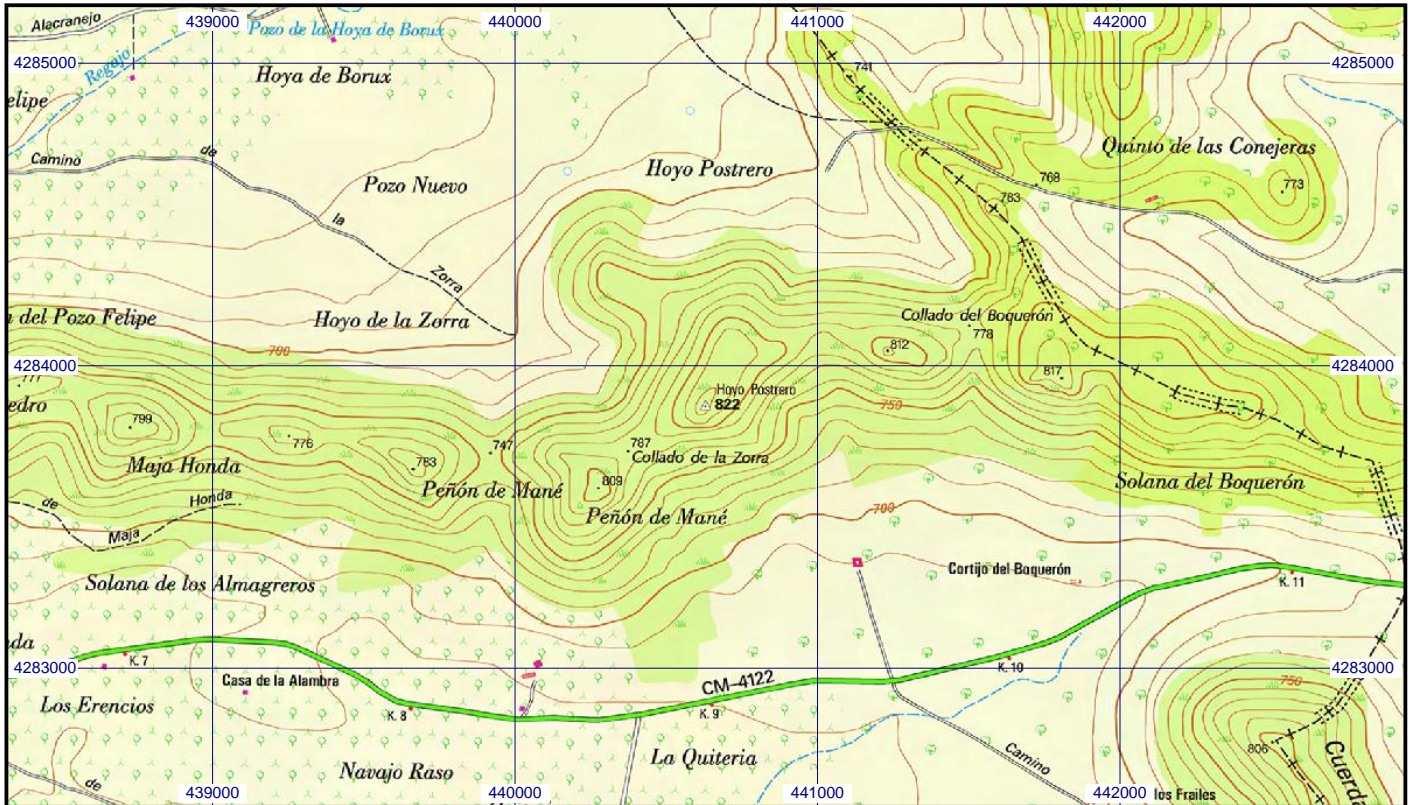 439000
440000
441000
442000
Alacranejo
Pozo de la Hoya de Borux
Regajo
4285000
4285000
Hoya de Borux
741
elipe
Camino
de
la
Zorra
Pozo Nuevo
Hoyo Postrero
Quinto de las Conejeras
768
773
783
a del Pozo Felipe
Hoyo de la Zorra
Collado del Boquerón
778
700
812
4284000
4284000
777
817
edro
Hoyo Postrero
822
750
799
776
747
787
783
Collado de la Zorra
Maja Honda
Peñón de Mané
809
Peñón de Mané
Solana del Boquerón
de
Maja
Honda
700
Solana de los Almagreros
Cortijo del Boquerón
K. 11
nda
K. 7
4283000
4283000
K. 10
Casa de la Alambra
CM-4122
750
Los Erencios
K. 8
K. 9
806
La Quiteria
Camino
Cuerd
Navajo Raso
de
los Frailes
439000
440000
441000
442000